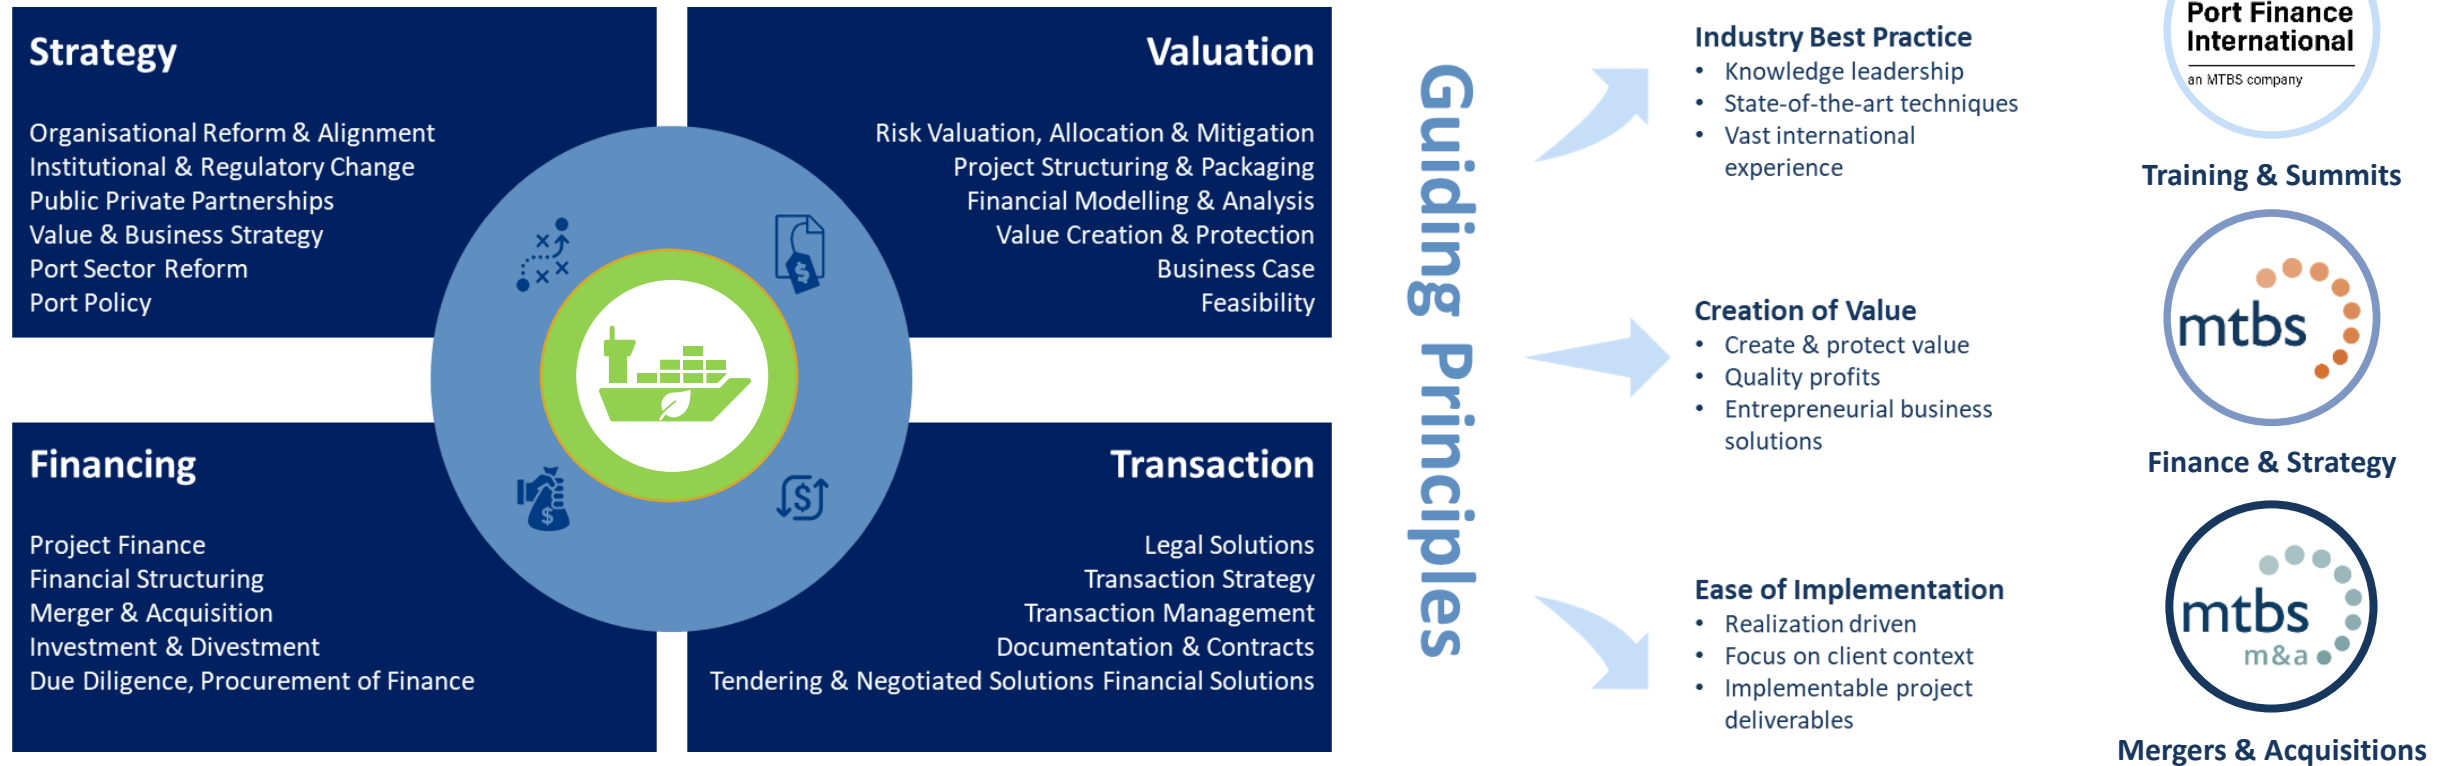 Strategy
Organisational Reform & Alignment
Institutional & Regulatory Change
Public Private Partnerships
Value & Business Strategy
Port Sector Reform
Port Policy
Valuation
Risk Valuation, Allocation & Mitigation
Project Structuring & Packaging
Financial Modelling & Analysis
Value Creation & Protection
Business Case
Feasibility
Financing
Project Finance
Financial Structuring
Merger & Acquisition
Investment & Divestment
Due Diligence, Procurement of Finance
Transaction
Legal Solutions
Transaction Strategy
Transaction Management
Documentation & Contracts
Tendering & Negotiated Solutions Financial Solutions
$
$
$
Guiding Principles
Industry Best Practice
• Knowledge leadership
• State-of-the-art techniques
• Vast international
experience
Creation of Value
• Create & protect value
• Quality profits
• Entrepreneurial business
solutions
Ease of Implementation
• Realization driven
• Focus on client context
• Implementable project
deliverables
Port Finance
International
an MTBS company
Training & Summits
mtbs
Finance & Strategy
mtbs
m&a
Mergers & Acquisitions